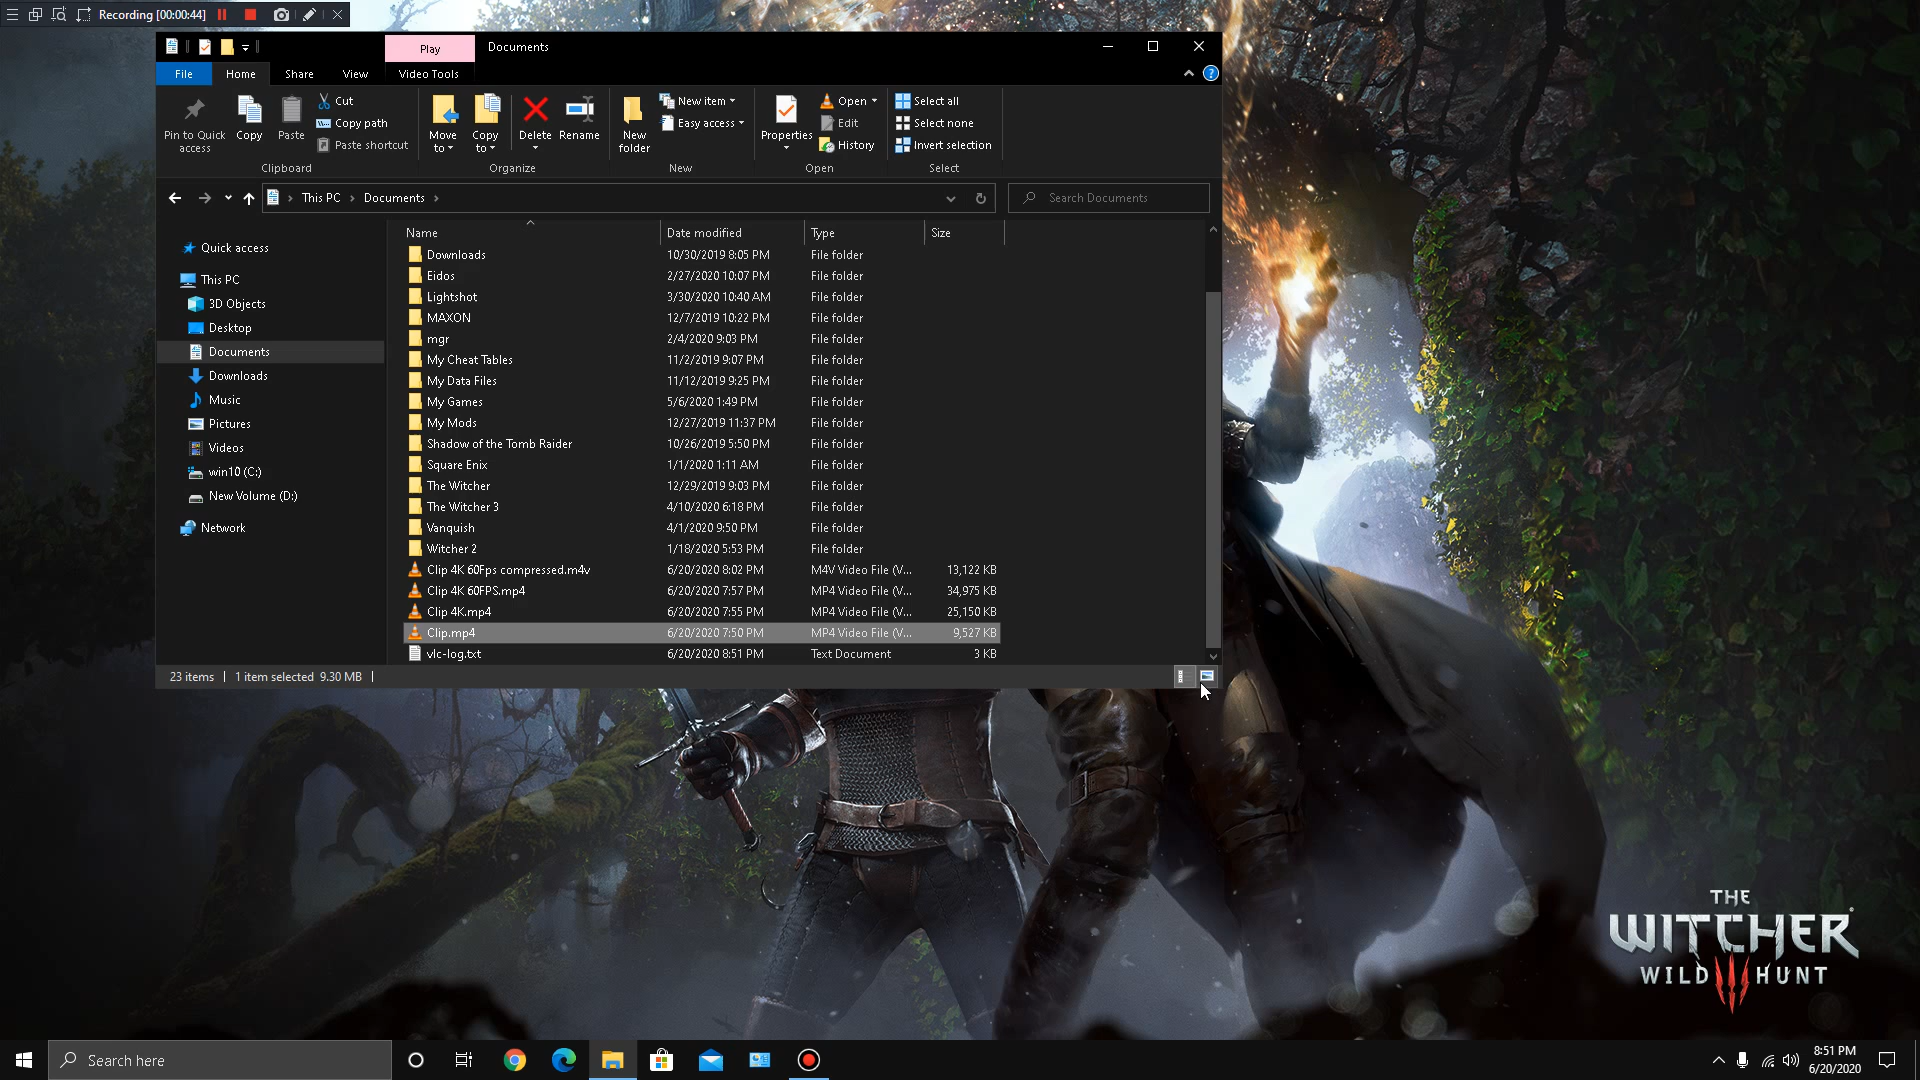 Recording [00:00:44]
Play
Documents
File
Home
Share
View
Video Tools
Pin to Quick access
Copy
Paste
Cut
Copy path
Paste shortcut
Clipboard
Move to
Copy to
Delete
Rename
Organize
New folder
New item
Easy access
New
Properties
Open
Edit
History
Open
Select all
Select none
Invert selection
Select
This PC
Documents
Search Documents
Quick access
This PC
3D Objects
Desktop
Documents
Downloads
Music
Pictures
Videos
win10 (C:)
New Volume (D:)
Network
Name Date modified Type Size
Downloads 10/30/2019 8:05 PM File folder
Eidos 2/27/2020 10:07 PM File folder
Lightshot 3/30/2020 10:40 AM File folder
MAXON 12/7/2019 10:22 PM File folder
mgr 2/4/2020 9:03 PM File folder
My Cheat Tables 11/2/2019 9:07 PM File folder
My Data Files 11/12/2019 9:25 PM File folder
My Games 5/6/2020 1:49 PM File folder
My Mods 12/27/2019 11:37 PM File folder
Shadow of the Tomb Raider 10/26/2019 5:50 PM File folder
Square Enix 1/1/2020 1:11 AM File folder
The Witcher 12/29/2019 9:03 PM File folder
The Witcher 3 4/10/2020 6:18 PM File folder
Vanquish 4/1/2020 9:50 PM File folder
Witcher 2 1/18/2020 5:53 PM File folder
Clip 4K 60Fps compressed.m4v 6/20/2020 8:02 PM M4V Video File (V... 13,122 KB
Clip 4K 60FPS.mp4 6/20/2020 7:57 PM MP4 Video File (V... 34,975 KB
Clip 4K.mp4 6/20/2020 7:55 PM MP4 Video File (V... 25,150 KB
Clip.mp4 6/20/2020 7:50 PM MP4 Video File (V... 9,527 KB
vlc-log.txt 6/20/2020 8:51 PM Text Document 3 KB
23 items
1 item selected 9.30 MB
THE
WITCHER
WILD HUNT
Search here
8:51 PM
6/20/2020